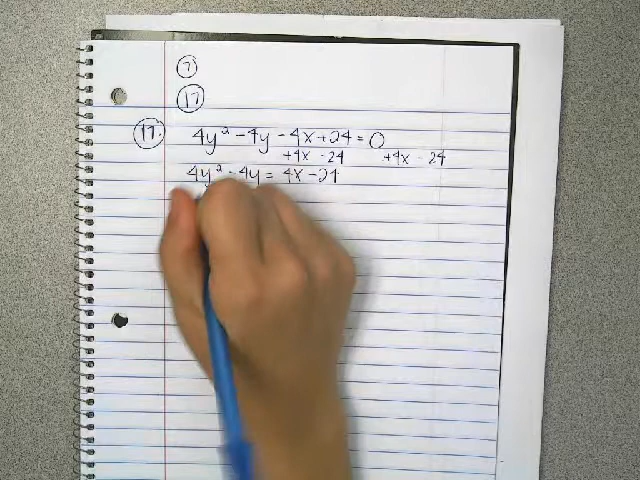 7
17
17. 4y² - 4y - 4x + 24 = 0
+4x - 24 +4x - 24
4y² - 4y = 4x - 24